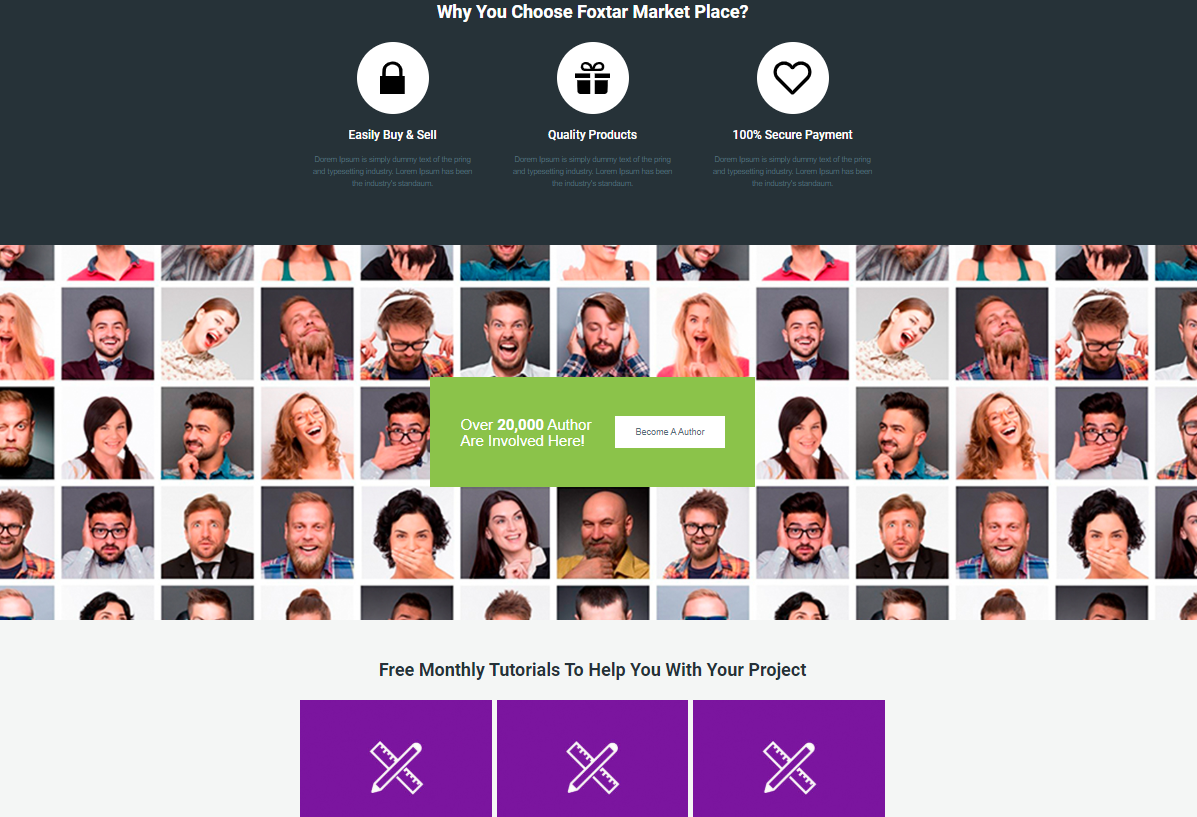 Why You Choose Foxtar Market Place?
Easily Buy & Sell
Quality Products
100% Secure Payment
Dorem Ipsum is simply dummy text of the pring
and typesetting industry. Lorem Ipsum has been
the industry's standaum.
Dorem Ipsum is simply dummy text of the pring
and typesetting industry. Lorem Ipsum has been
the industry's standaum.
Dorem Ipsum is simply dummy text of the pring
and typesetting industry. Lorem Ipsum has been
the industry's standaum.
Over 20,000 Author
Are Involved Here!
Become A Author
Free Monthly Tutorials To Help You With Your Project